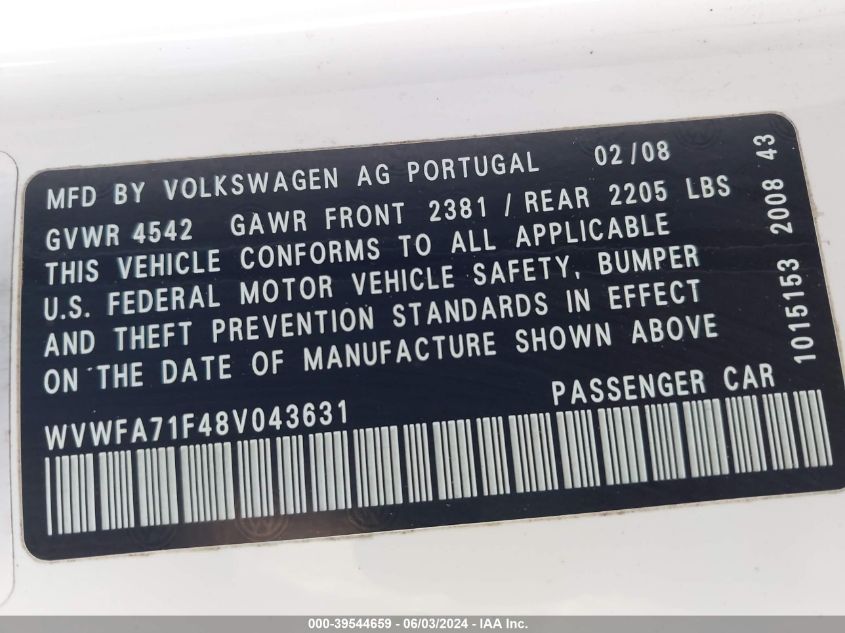 MFD BY VOLKSWAGEN AG PORTUGAL 02/08
GVWR 4542 GAWR FRONT 2381 / REAR 2205 LBS
THIS VEHICLE CONFORMS TO ALL APPLICABLE
U.S. FEDERAL MOTOR VEHICLE SAFETY, BUMPER
AND THEFT PREVENTION STANDARDS IN EFFECT
ON THE DATE OF MANUFACTURE SHOWN ABOVE
WVWFA71F48V043631 PASSENGER CAR
1015153 2008 43
000-39544659 - 06/03/2024 - IAA Inc.